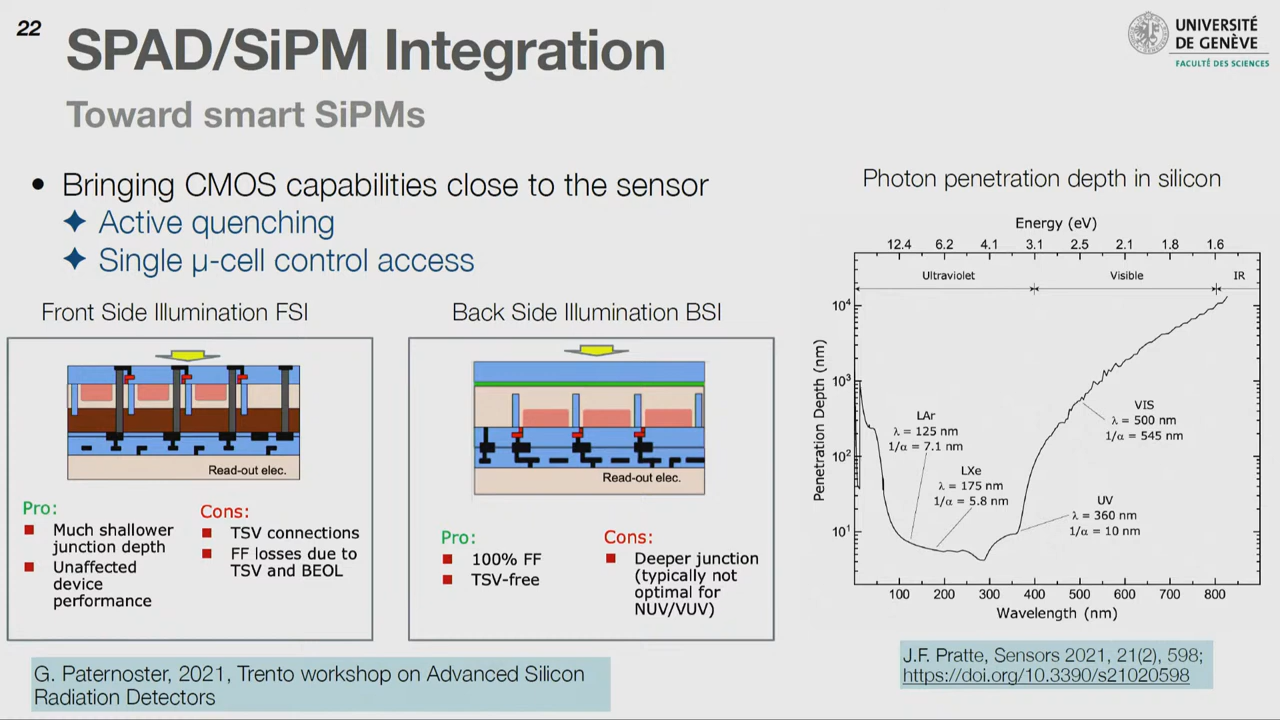 22
SPAD/SiPM Integration
Toward smart SiPMs
UNIVERSITÉ
DE GENÈVE
FACULTÉ DES SCIENCES
• Bringing CMOS capabilities close to the sensor
✦ Active quenching
✦ Single µ-cell control access
Front Side Illumination FSI
Read-out elec.
Pro:
Much shallower
junction depth
Unaffected
device
performance
Cons:
TSV connections
FF losses due to
TSV and BEOL
Back Side Illumination BSI
Read-out elec.
Pro:
100% FF
TSV-free
Cons:
Deeper junction
(typically not
optimal for
NUV/VUV)
G. Paternoster, 2021, Trento workshop on Advanced Silicon
Radiation Detectors
Photon penetration depth in silicon
Energy (eV)
12.4 6.2 4.1 3.1 2.5 2.1 1.8 1.6
Ultraviolet Visible IR
Penetration Depth (nm)
10⁴
10³
10²
10¹
LAr
λ = 125 nm
1/α = 7.1 nm
LXe
λ = 175 nm
1/α = 5.8 nm
VIS
λ = 500 nm
1/α = 545 nm
UV
λ = 360 nm
1/α = 10 nm
100 200 300 400 500 600 700 800
Wavelength (nm)
J.F. Pratte, Sensors 2021, 21(2), 598;
https://doi.org/10.3390/s21020598